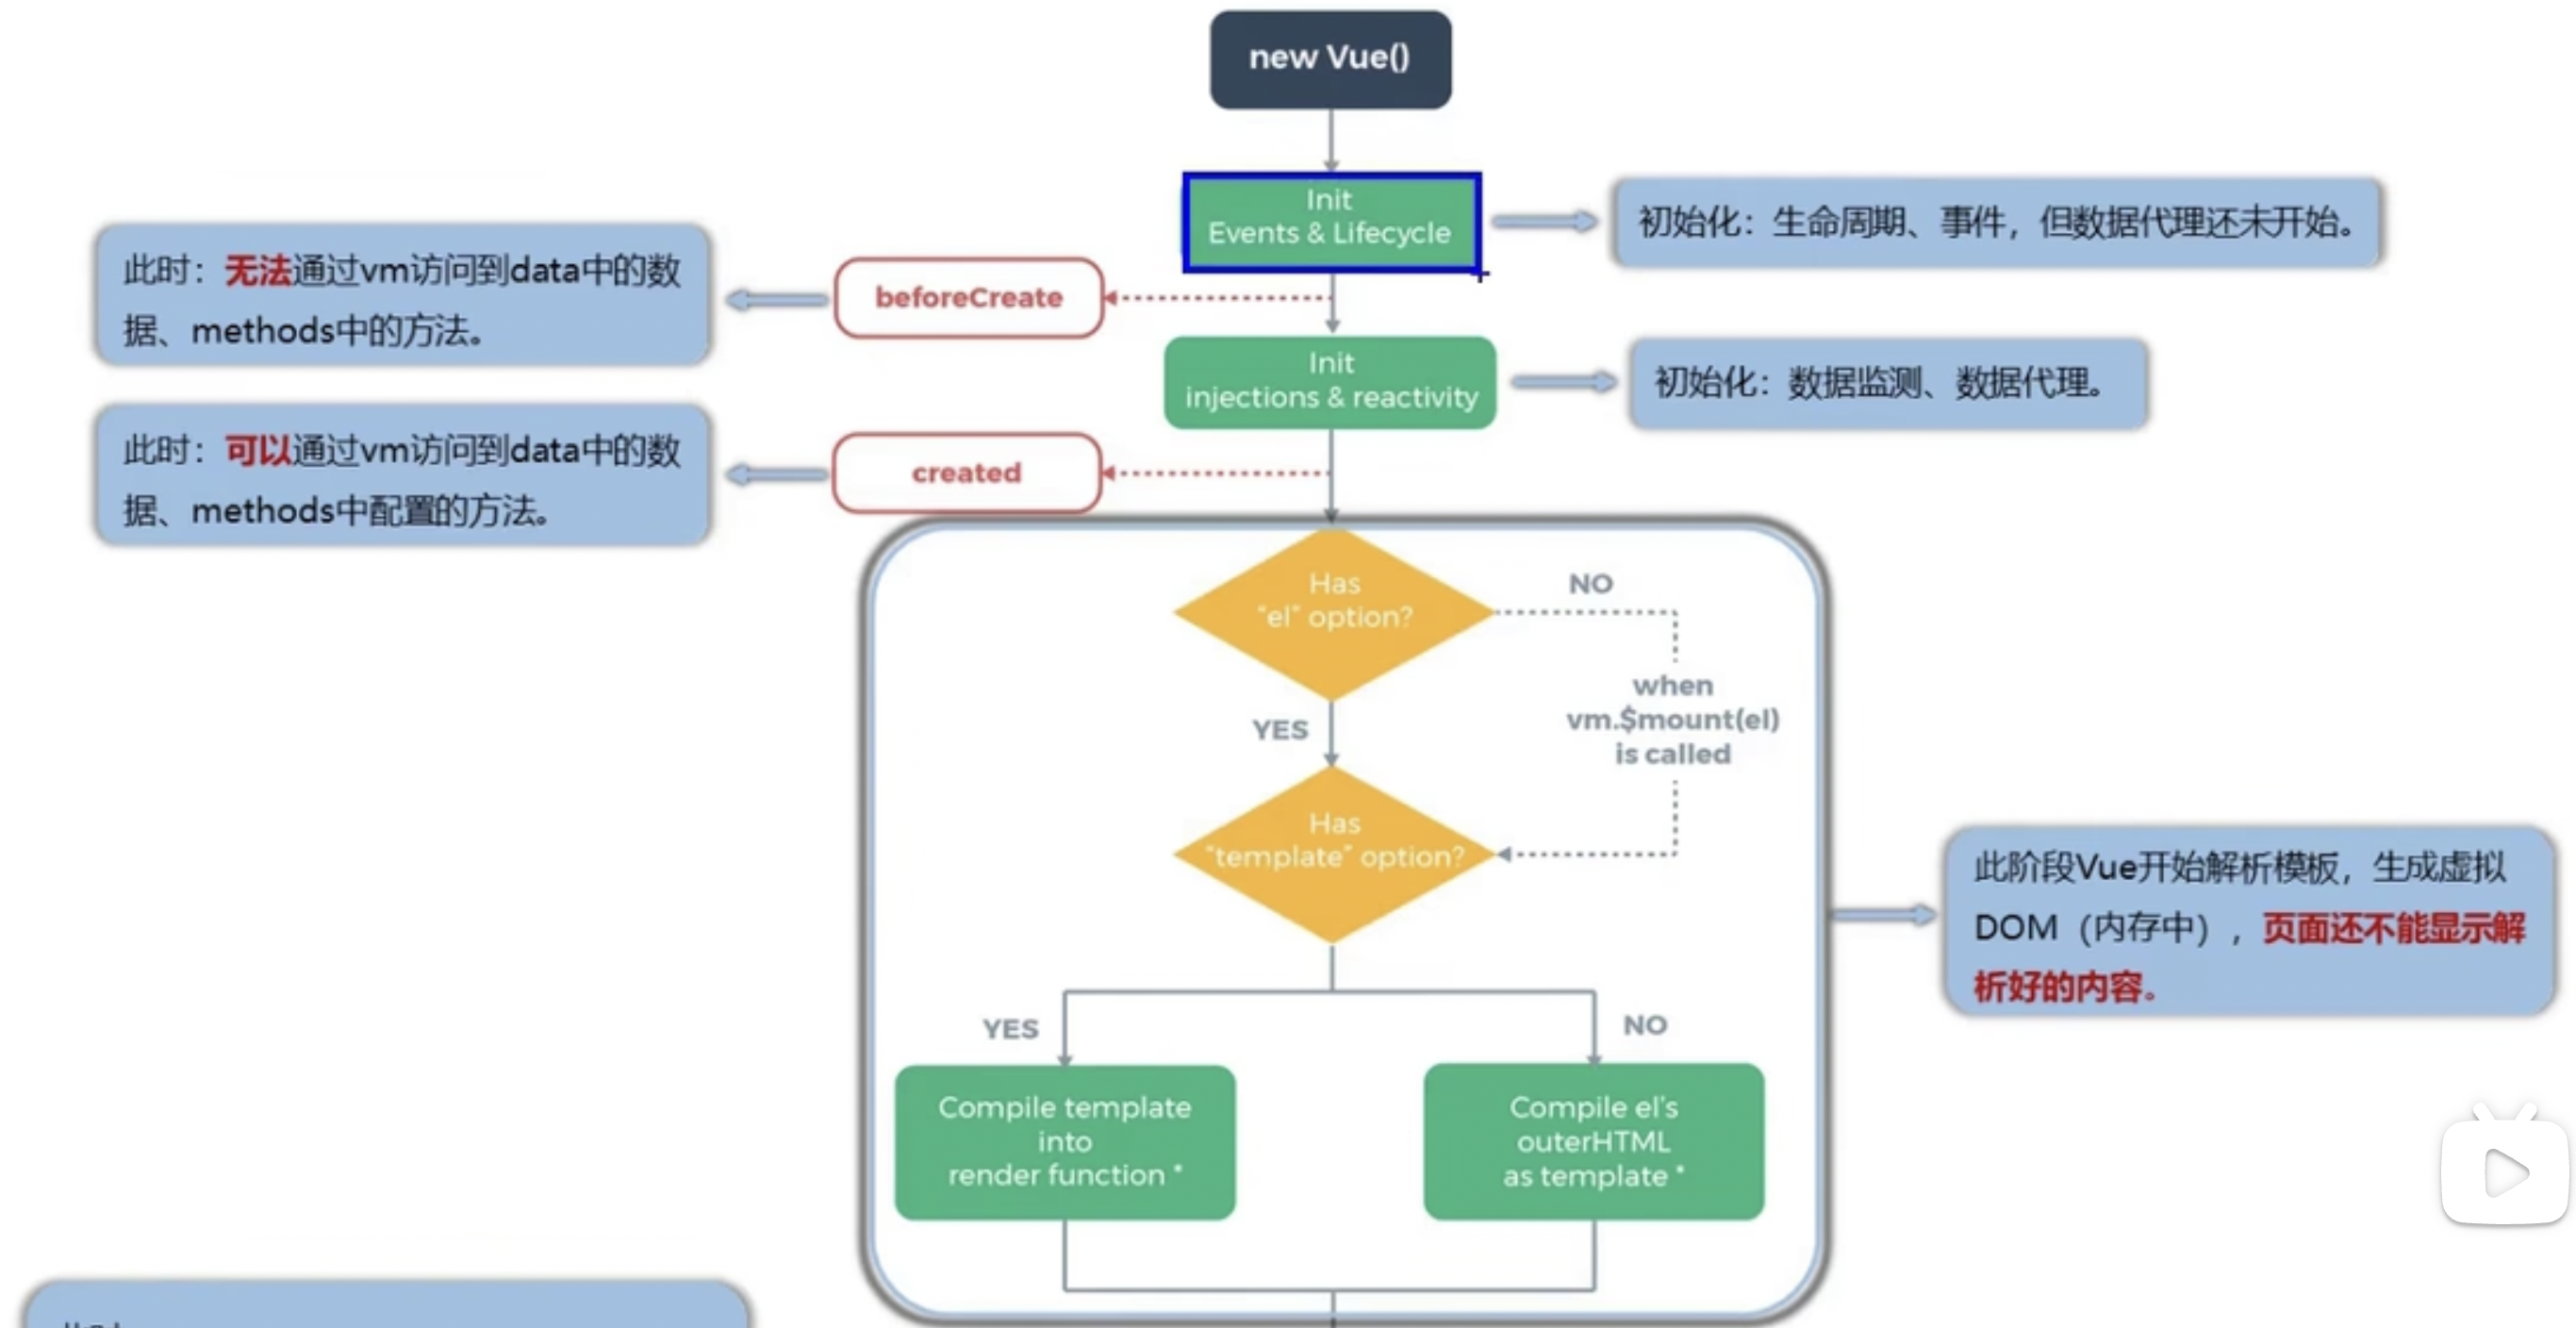 new Vue()
Init
Events & Lifecycle
初始化：生命周期、事件，但数据代理还未开始。
此时：无法通过vm访问到data中的数
据、methods中的方法。
beforeCreate
Init
injections & reactivity
初始化：数据监测、数据代理。
此时：可以通过vm访问到data中的数
据、methods中配置的方法。
created
Has
"el" option?
NO
when
vm.$mount(el)
is called
YES
Has
"template" option?
此阶段Vue开始解析模板，生成虚拟
DOM（内存中），页面还不能显示解
析好的内容。
YES
NO
Compile template
into
render function *
Compile el's
outerHTML
as template *